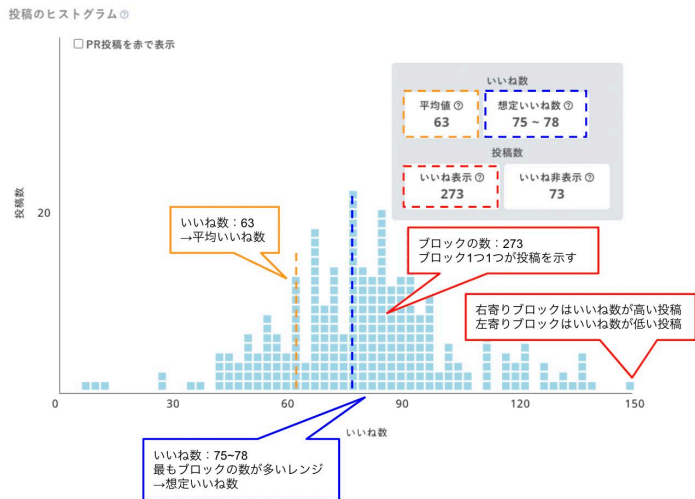 投稿のヒストグラム
PR投稿を赤で表示
いいね数
平均値
63
想定いいね数
75 ~ 78
投稿数
いいね表示
273
いいね非表示
73
投稿数
20
いいね数：63
→平均いいね数
ブロックの数：273
ブロック1つ1つが投稿を示す
右寄りブロックはいいね数が高い投稿
左寄りブロックはいいね数が低い投稿
0 30 60 90 120 150
いいね数
いいね数：75~78
最もブロックの数が多いレンジ
→想定いいね数